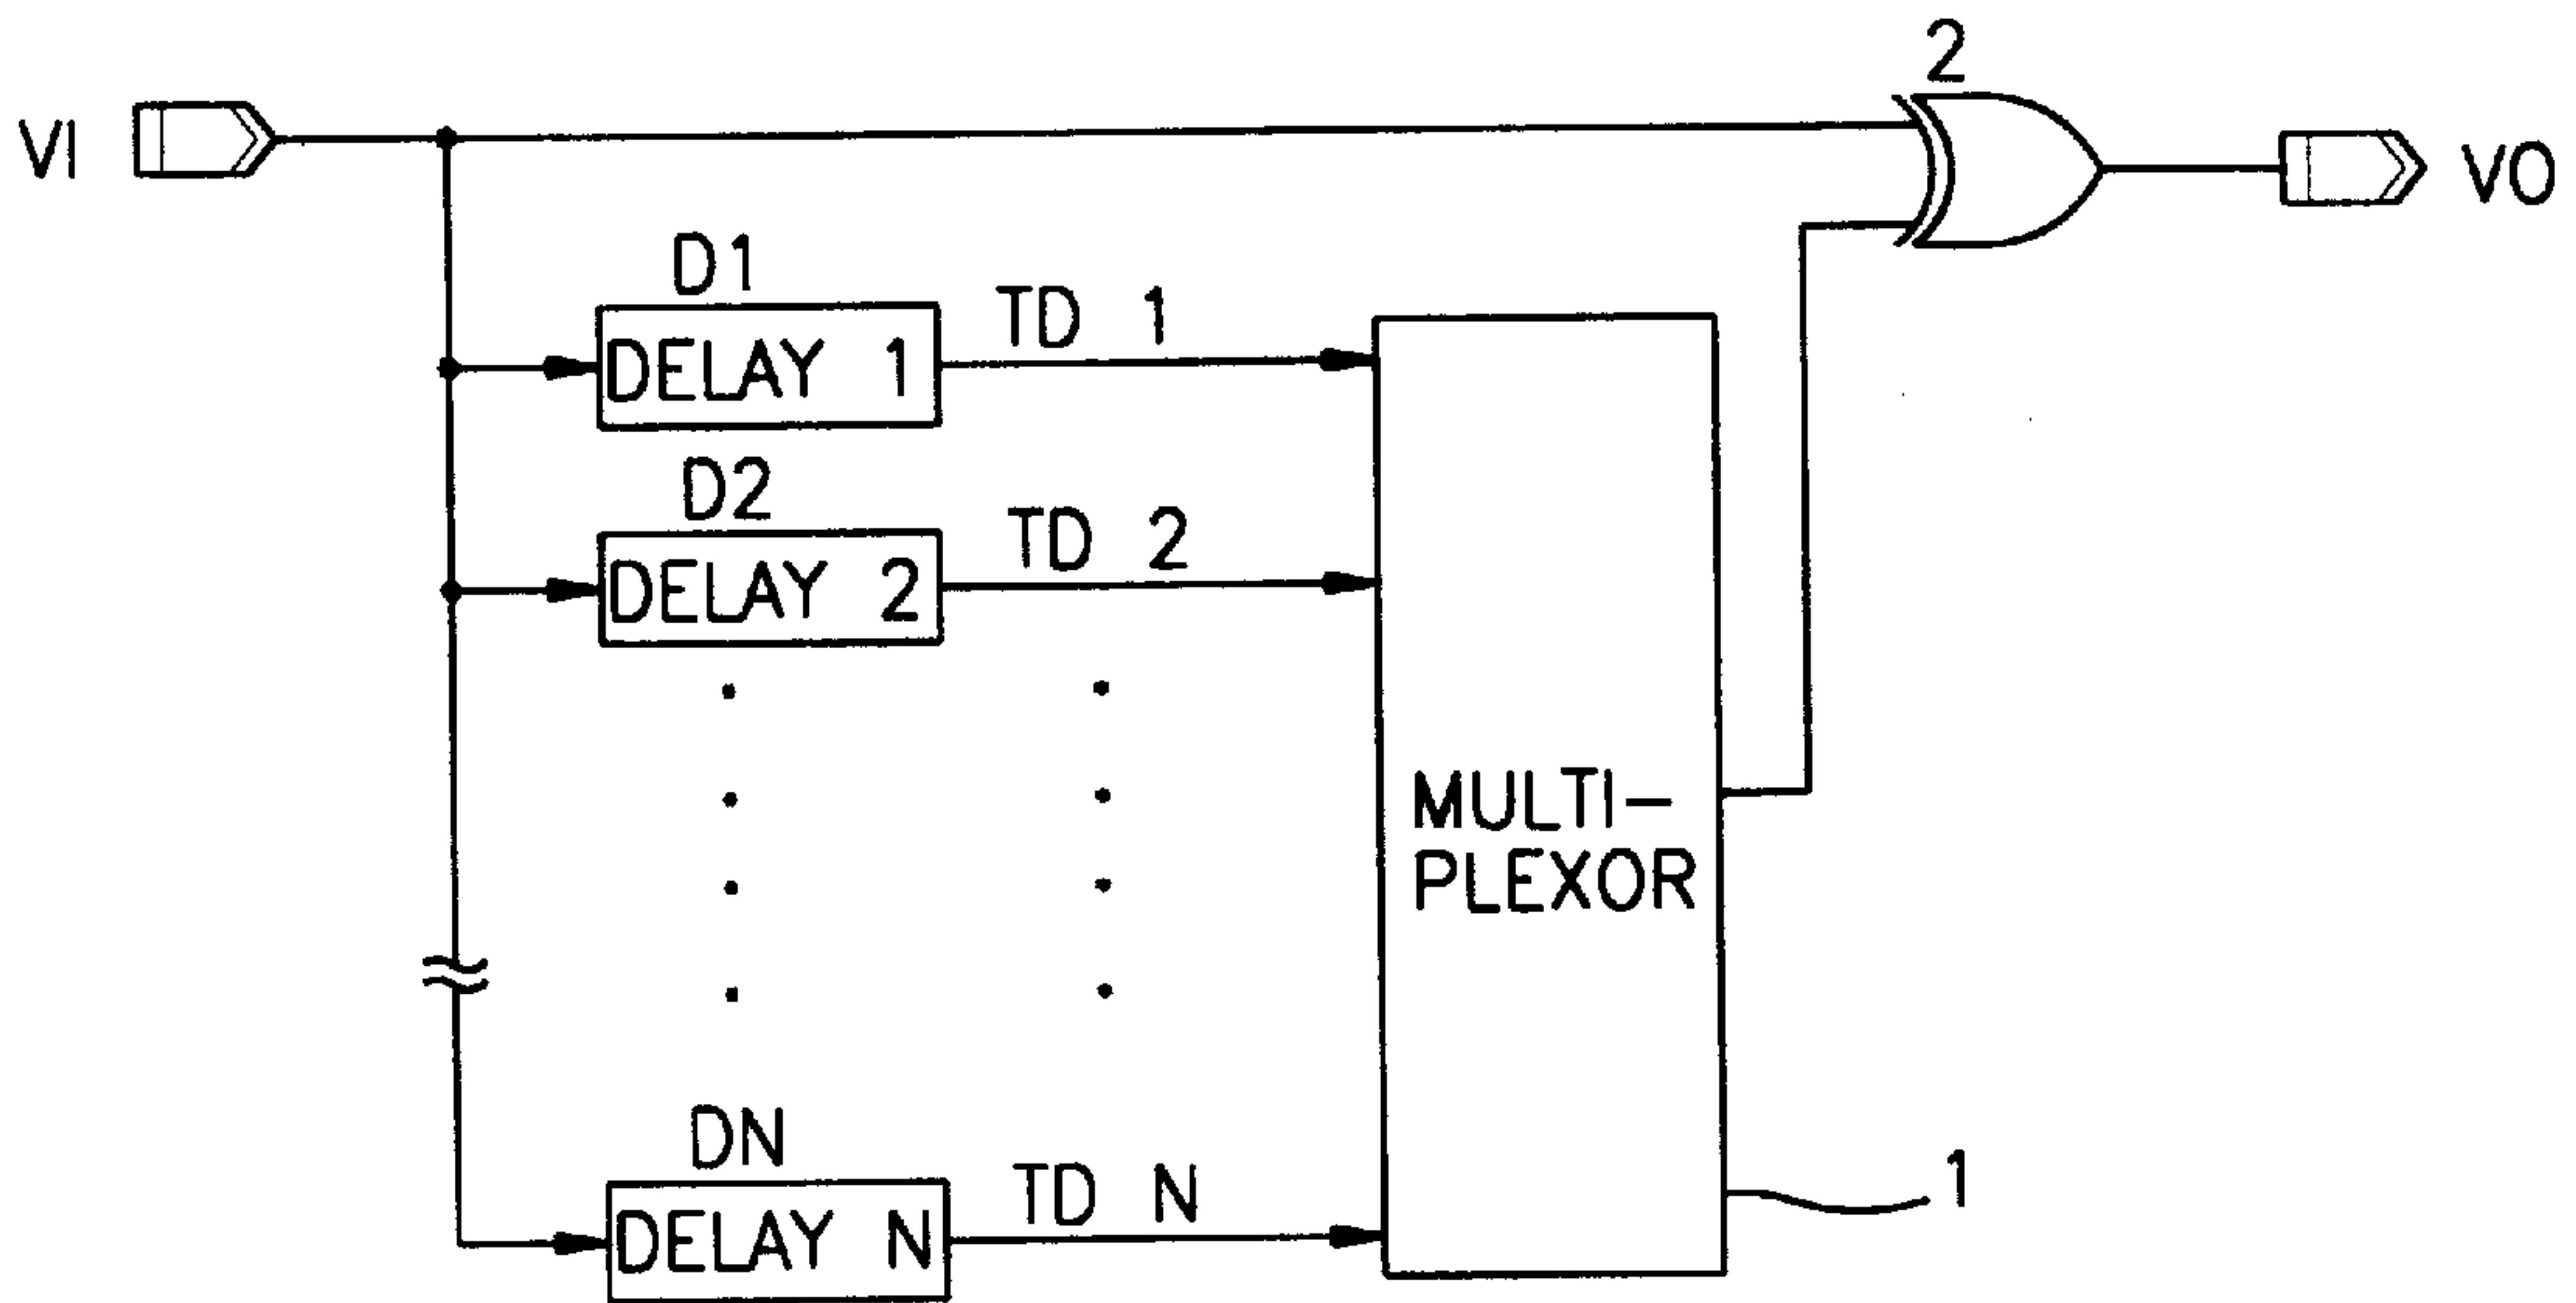 2
VI
VO
D1
DELAY 1
TD 1
D2
DELAY 2
TD 2
MULTI-
PLEXOR
DN
DELAY N
TD N
1